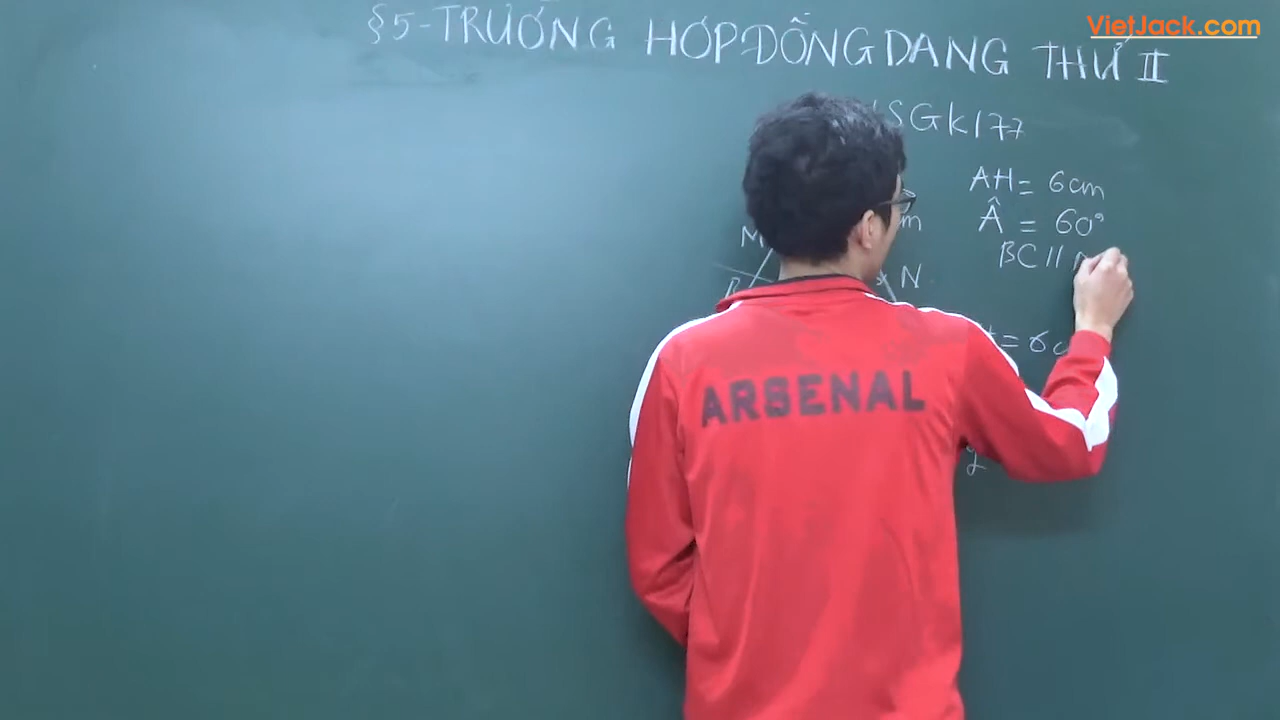 VietJack.com
§5-TRƯỜNG HỢP ĐỒNG DẠNG THỨ II
SGK/77
AH = 6cm
Â = 60°
BC //
M
N
B
= 6c
ARSENAL